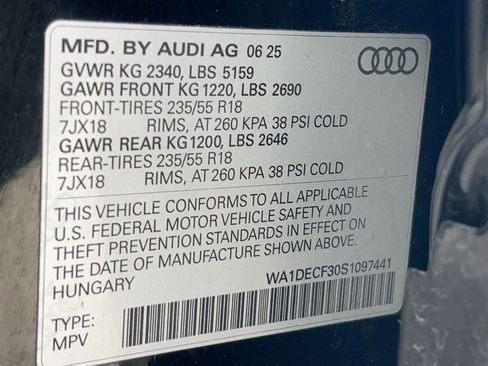 MFD. BY AUDI AG 06 25
GVWR KG 2340, LBS 5159
GAWR FRONT KG 1220, LBS 2690
FRONT-TIRES 235/55 R18
7JX18 RIMS, AT 260 KPA 38 PSI COLD
GAWR REAR KG 1200, LBS 2646
REAR-TIRES 235/55 R18
7JX18 RIMS, AT 260 KPA 38 PSI COLD
THIS VEHICLE CONFORMS TO ALL APPLICABLE
U.S. FEDERAL MOTOR VEHICLE SAFETY AND
THEFT PREVENTION STANDARDS IN EFFECT ON
THE DATE OF MANUFACTURE SHOWN ABOVE.
HUNGARY
WA1DECF30S1097441
TYPE:
MPV